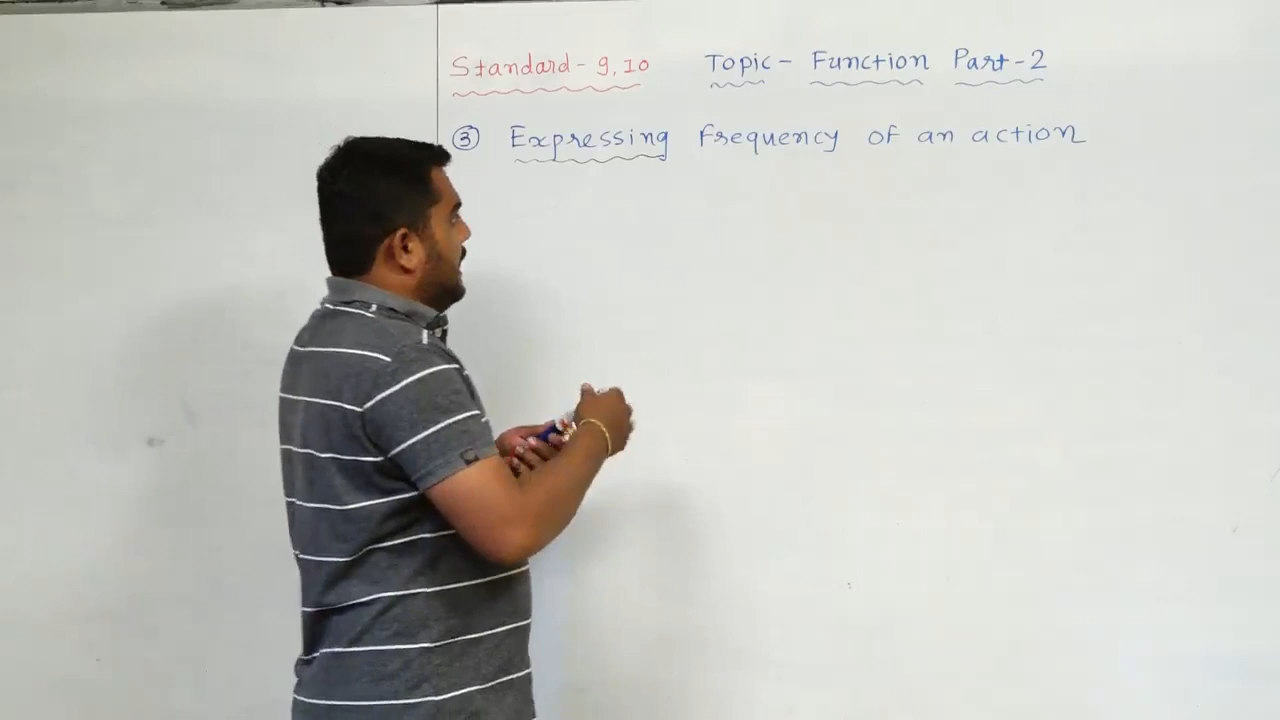 Standard - 9, 10 Topic - Function Part - 2
③ Expressing frequency of an action